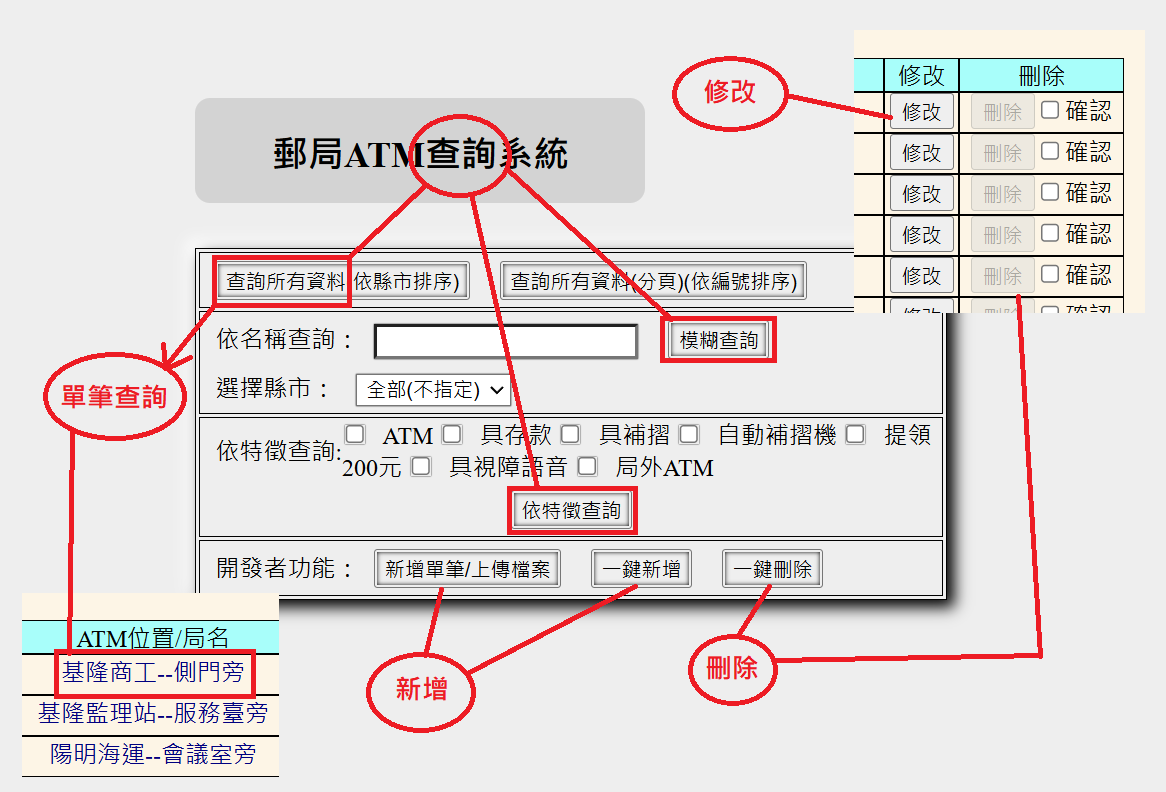 修改
修改 刪除
修改 刪除 確認
修改 刪除 確認
修改 刪除 確認
修改 刪除 確認
修改 刪除 確認
郵局ATM查詢系統
查詢所有資料(依縣市排序) 查詢所有資料(分頁)(依編號排序)
依名稱查詢： 模糊查詢
選擇縣市： 全部(不指定)
單筆查詢
依特徵查詢: ATM 具存款 具補摺 自動補摺機 提領
200元 具視障語音 局外ATM
依特徵查詢
開發者功能： 新增單筆/上傳檔案 一鍵新增 一鍵刪除
ATM位置/局名
基隆商工--側門旁
基隆監理站--服務臺旁
陽明海運--會議室旁
新增
刪除